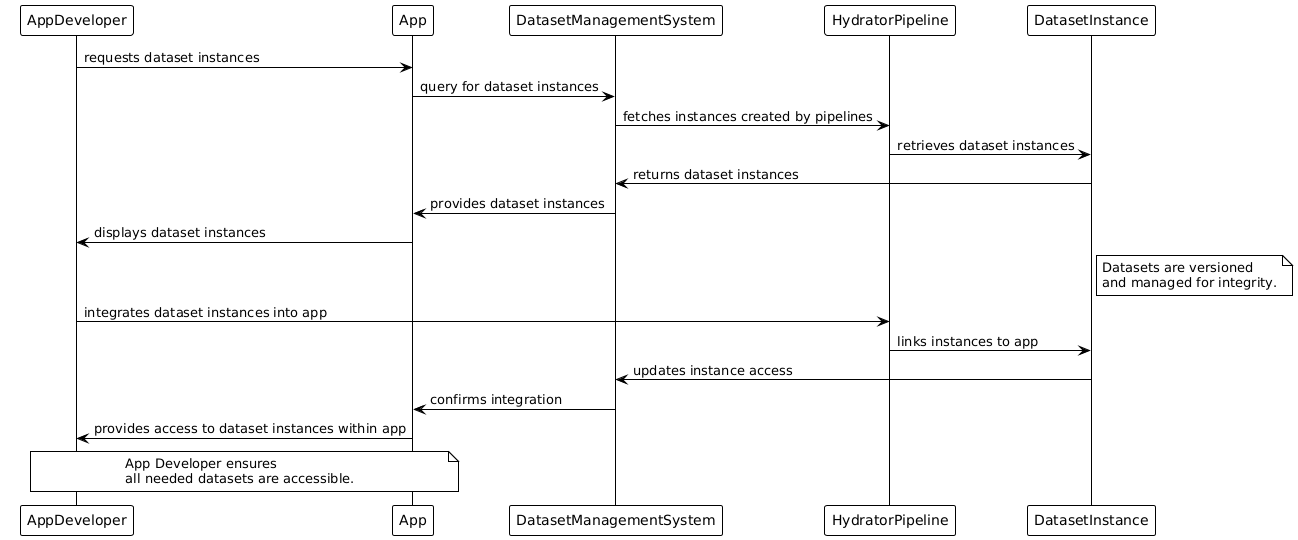 AppDeveloper App DatasetManagementSystem HydratorPipeline DatasetInstance
requests dataset instances
query for dataset instances
fetches instances created by pipelines
retrieves dataset instances
returns dataset instances
provides dataset instances
displays dataset instances
Datasets are versioned
and managed for integrity.
integrates dataset instances into app
links instances to app
updates instance access
confirms integration
provides access to dataset instances within app
App Developer ensures
all needed datasets are accessible.
AppDeveloper App DatasetManagementSystem HydratorPipeline DatasetInstance